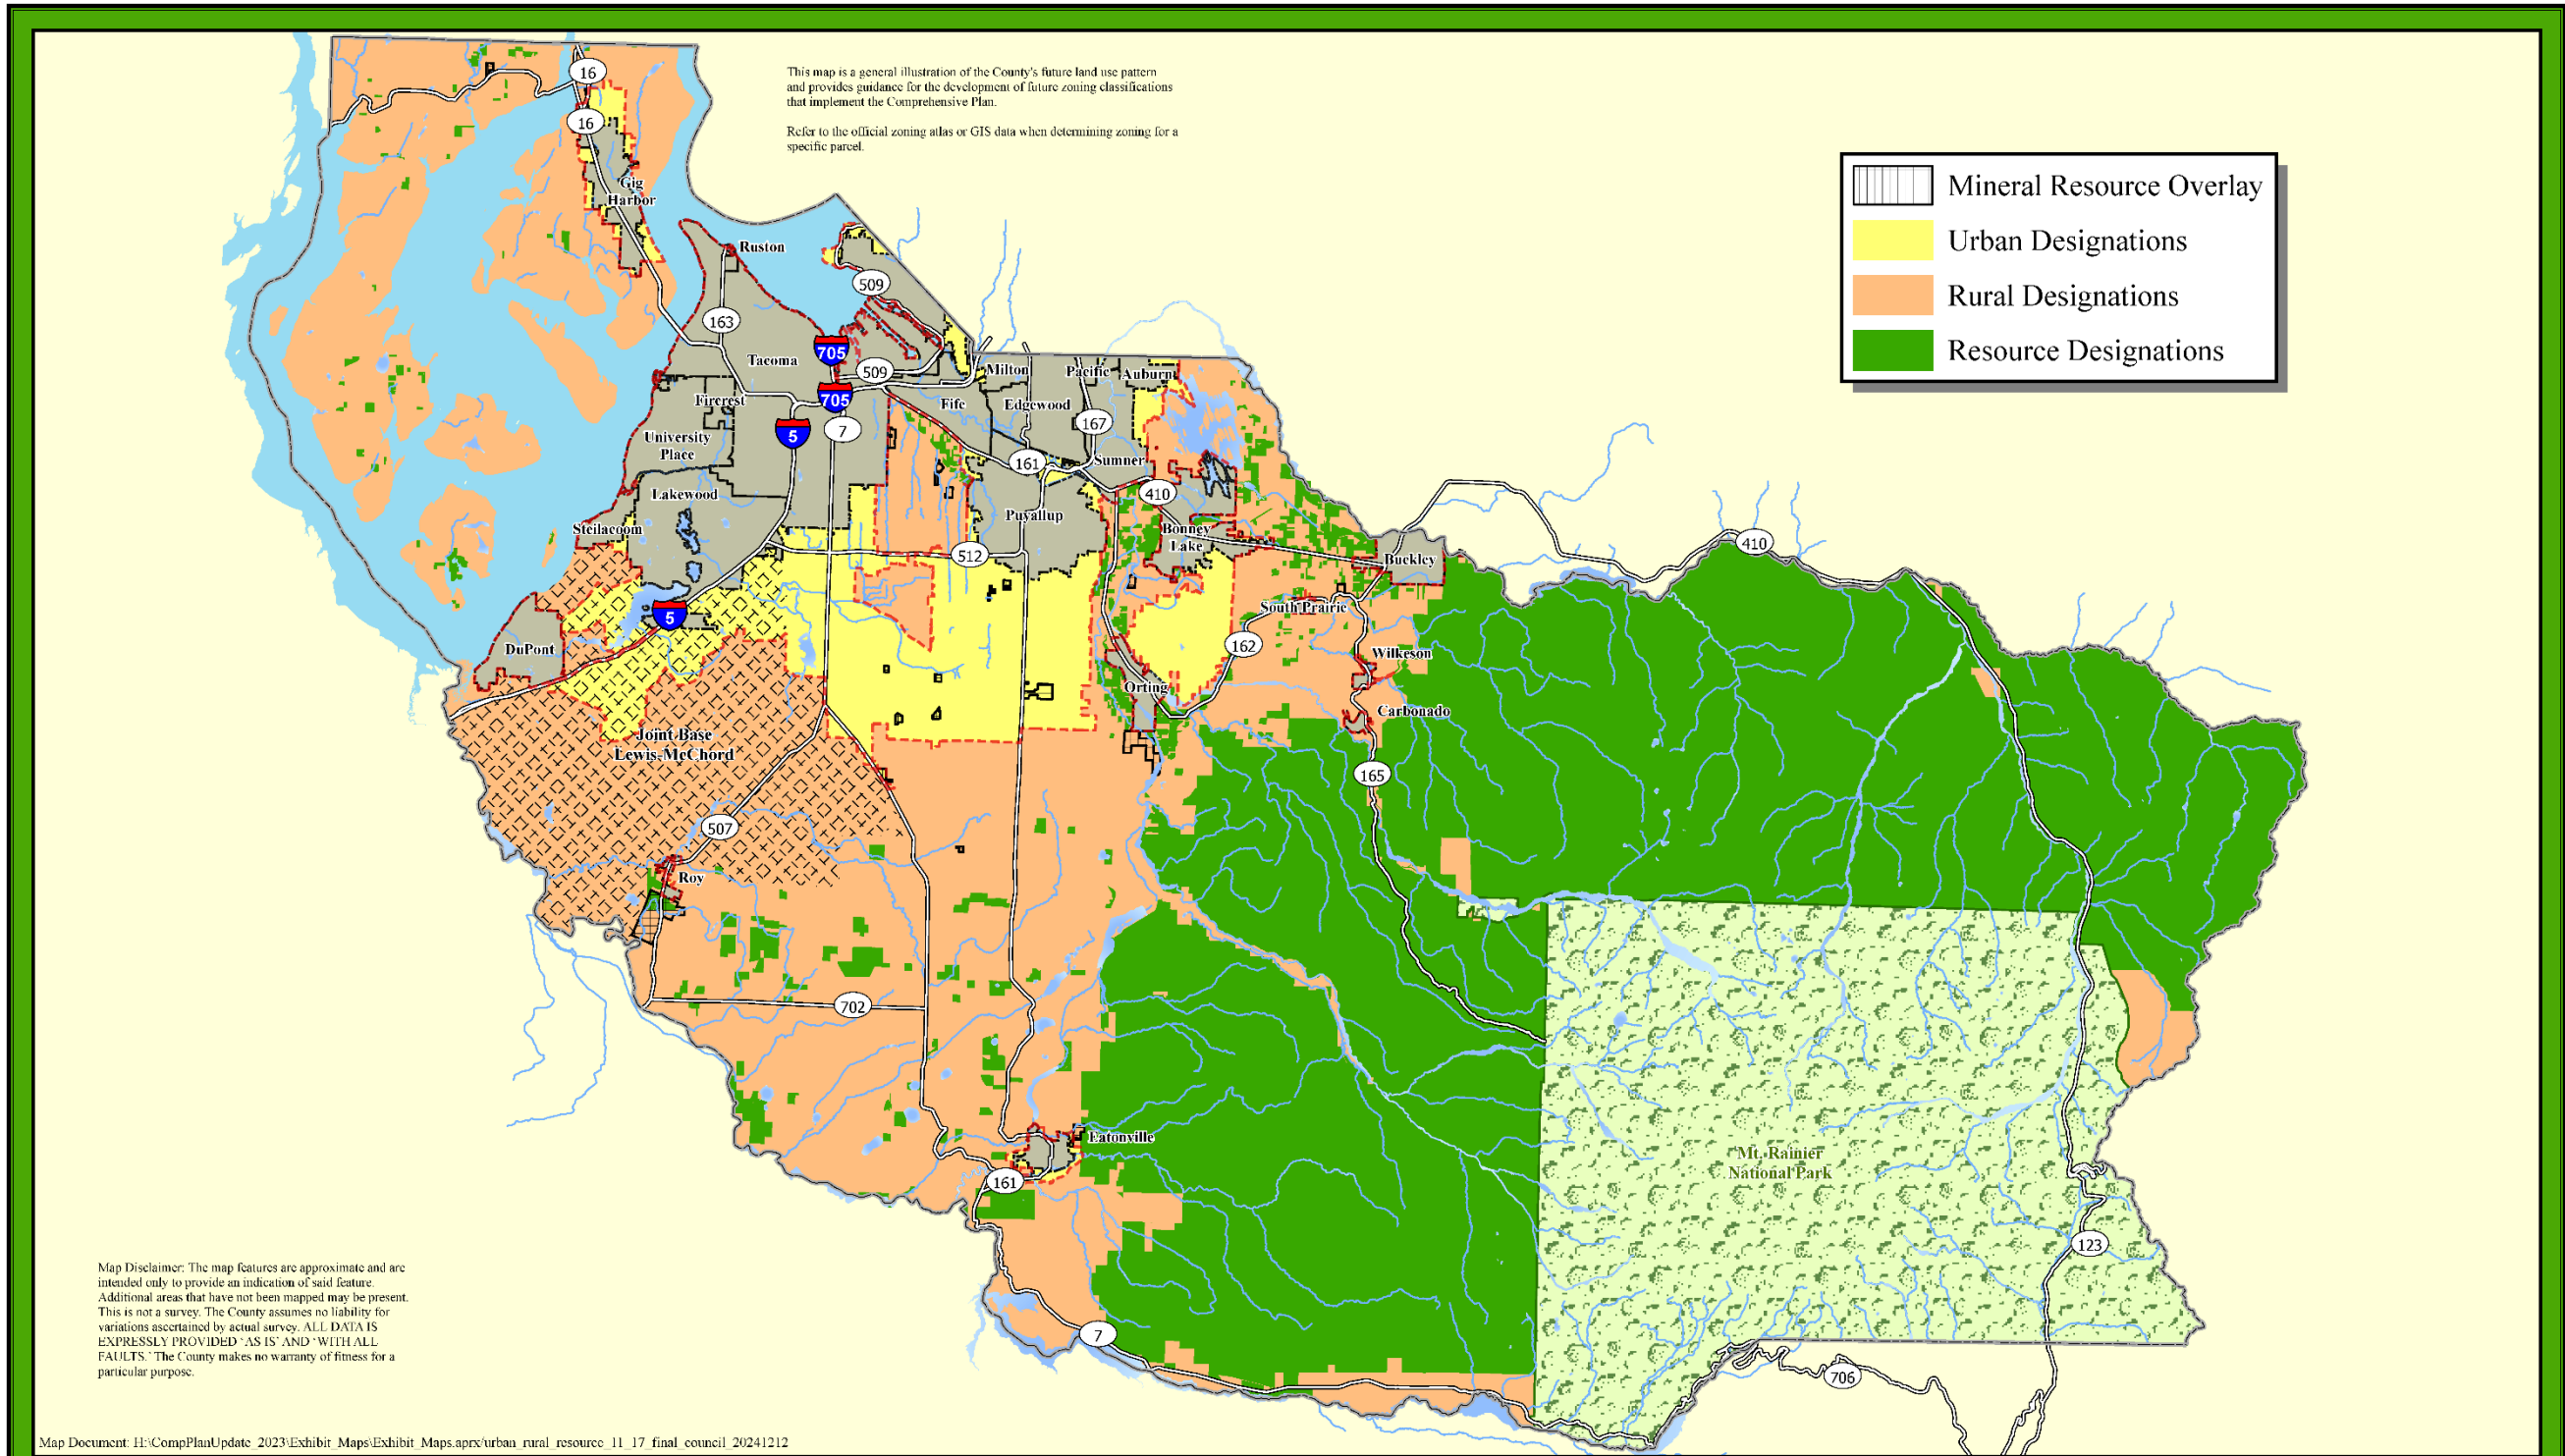 This map is a general illustration of the County's future land use pattern
and provides guidance for the development of future zoning classifications
that implement the Comprehensive Plan.
Refer to the official zoning atlas or GIS data when determining zoning for a
specific parcel.
Mineral Resource Overlay
Urban Designations
Rural Designations
Resource Designations
16
16
Gig
Harbor
Ruston
509
163
Tacoma
705
509
Milton
Pacific
Auburn
705
Fircrest
Fife
Edgewood
5
7
167
University
Place
161
Sumner
Lakewood
410
Puyallup
Steilacoom
Bonney
Lake
512
410
Buckley
5
South Prairie
DuPont
162
Wilkeson
Orting
Carbonado
Joint Base
Lewis-McChord
165
507
Roy
702
Eatonville
161
Mt. Rainier
National Park
123
7
706
Map Disclaimer: The map features are approximate and are
intended only to provide an indication of said feature.
Additional areas that have not been mapped may be present.
This is not a survey. The County assumes no liability for
variations ascertained by actual survey. ALL DATA IS
EXPRESSLY PROVIDED 'AS IS' AND 'WITH ALL
FAULTS.' The County makes no warranty of fitness for a
particular purpose.
Map Document: H:\CompPlanUpdate_2023\Exhibit_Maps\Exhibit_Maps.aprx/urban_rural_resource_11_17_final_council_20241212